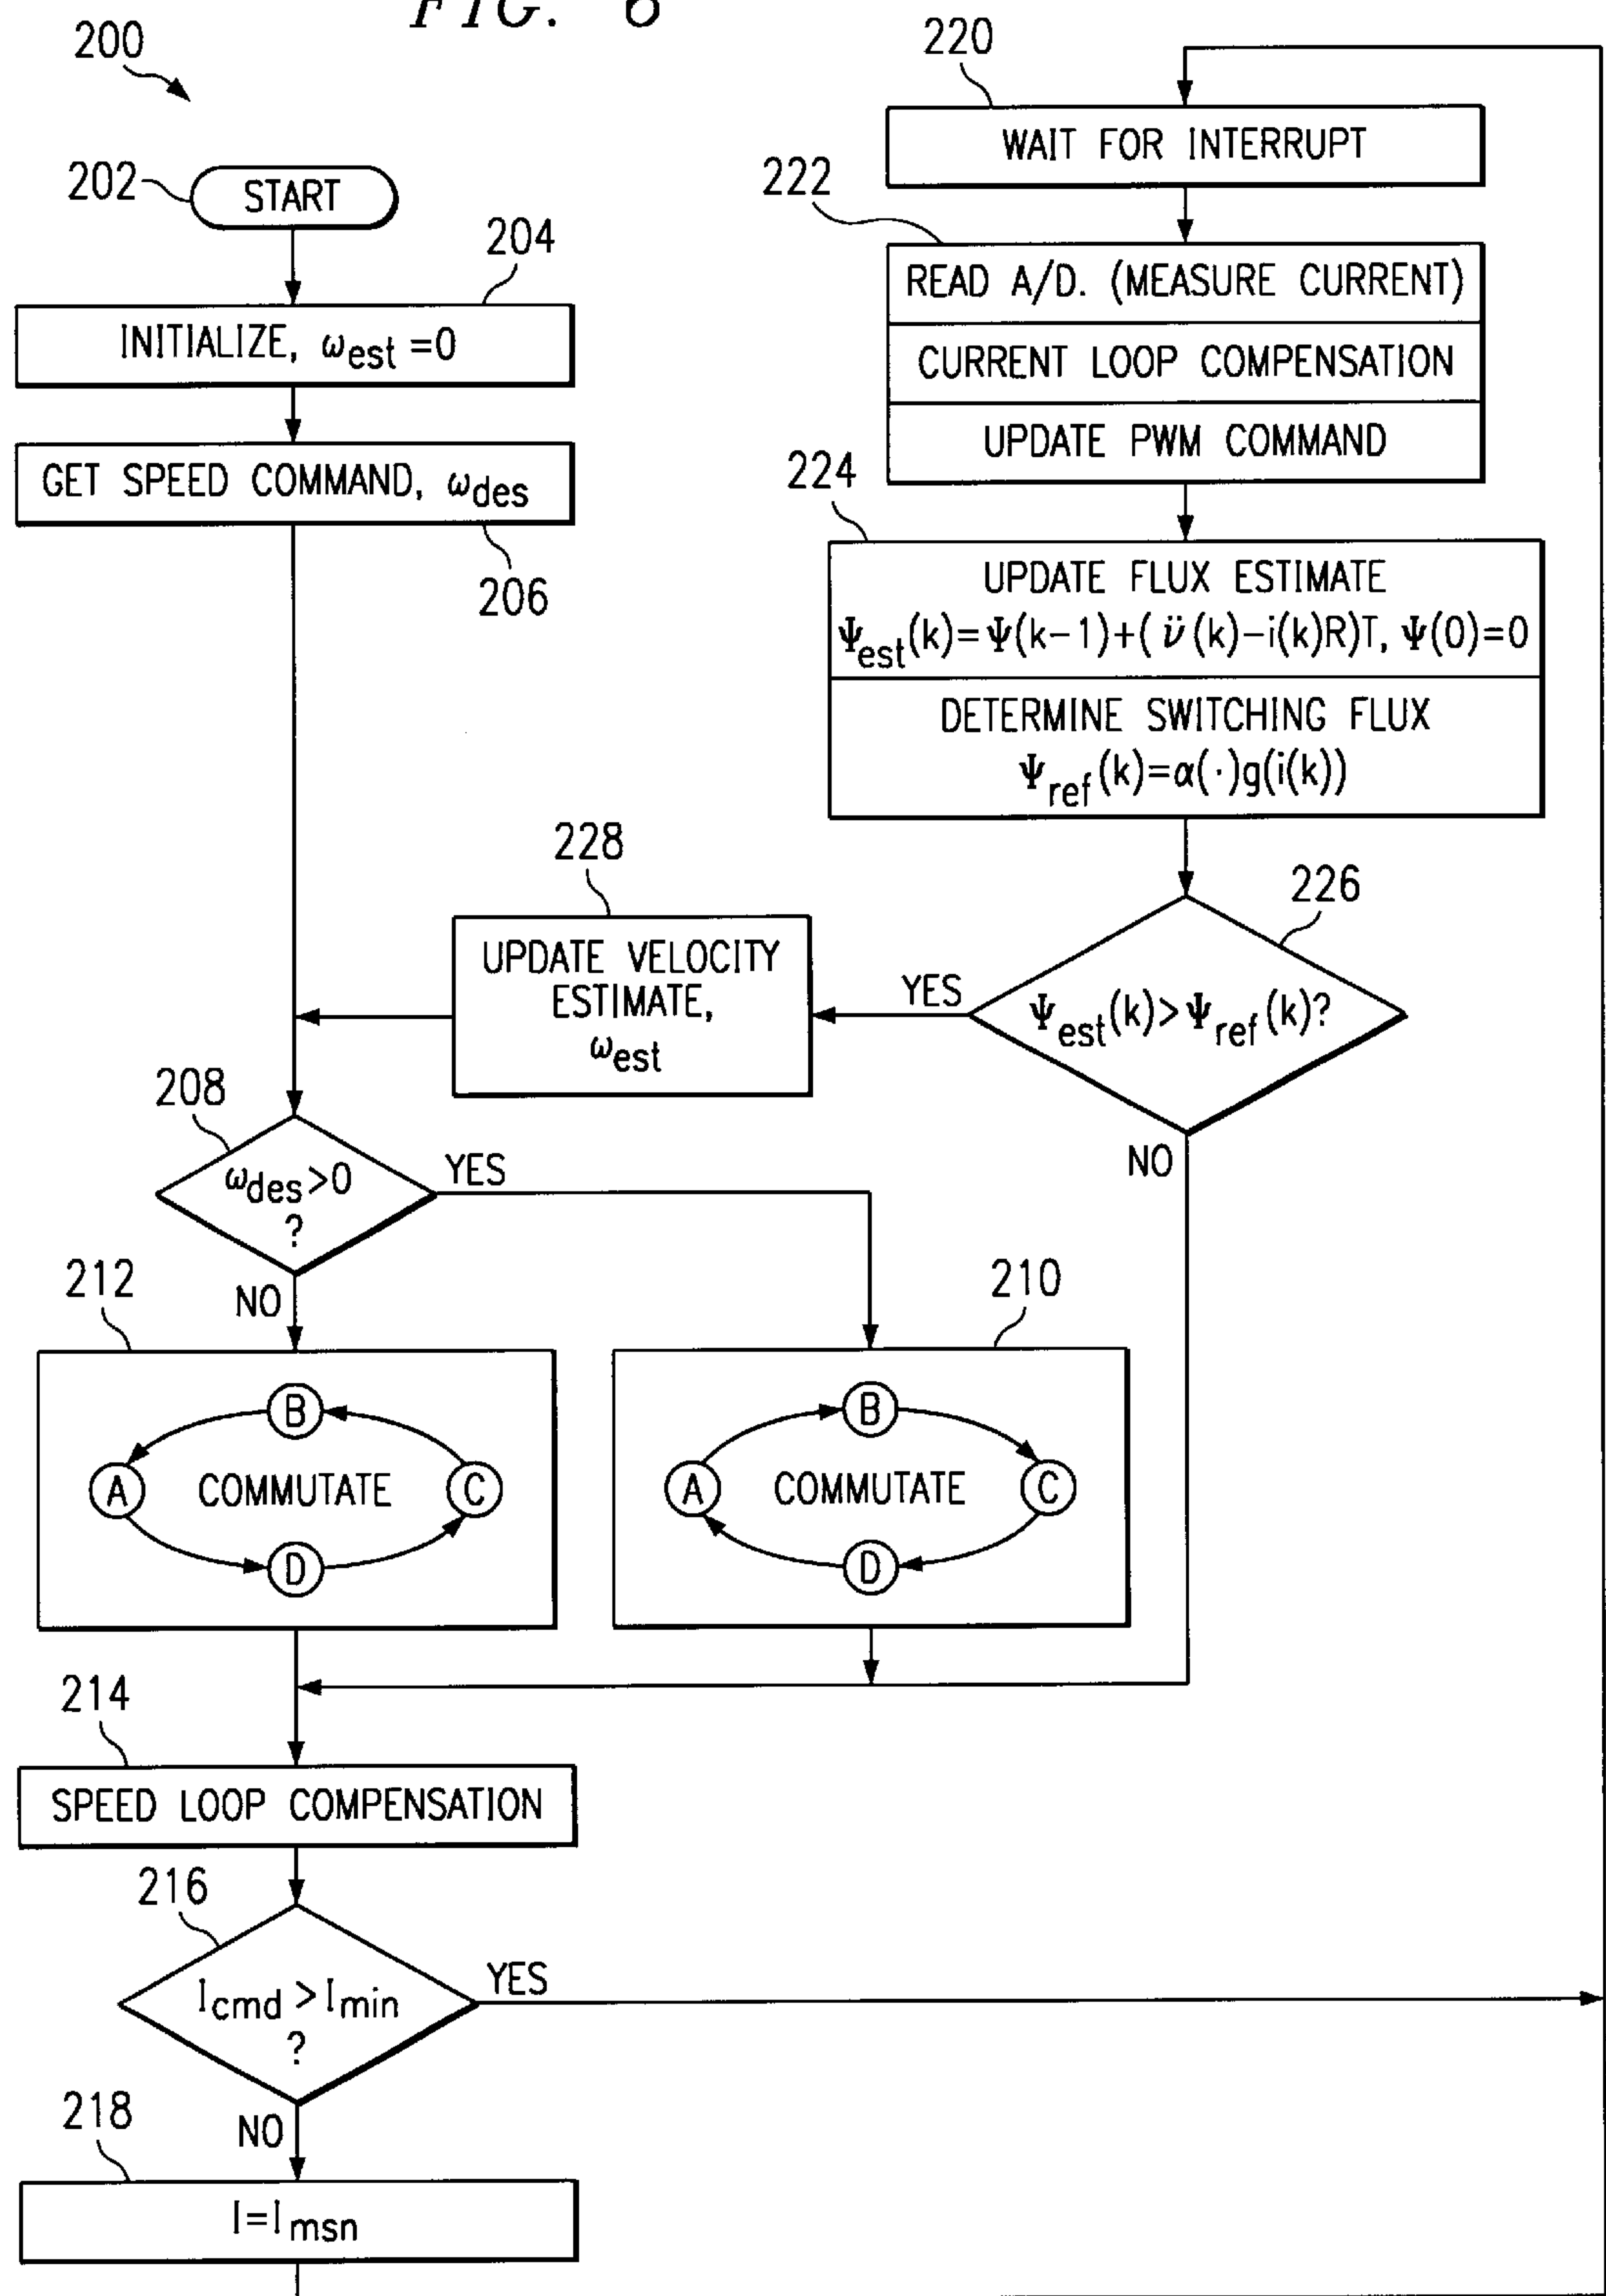 FIG. 6
200
202
START
204
INITIALIZE, ωest =0
GET SPEED COMMAND, ωdes
206
220
WAIT FOR INTERRUPT
222
READ A/D. (MEASURE CURRENT)
CURRENT LOOP COMPENSATION
UPDATE PWM COMMAND
224
UPDATE FLUX ESTIMATE
Ψest(k)=Ψ(k-1)+( v̈(k)-i(k)R)T, Ψ(0)=0
DETERMINE SWITCHING FLUX
Ψref(k)=α(·)g(i(k))
226
Ψest(k)>Ψref(k)?
YES
NO
228
UPDATE VELOCITY
ESTIMATE,
ωest
208
ωdes>0
?
YES
NO
212
B
A COMMUTATE C
D
210
B
A COMMUTATE C
D
214
SPEED LOOP COMPENSATION
216
Icmd >Imin
?
YES
NO
218
I=Imsn